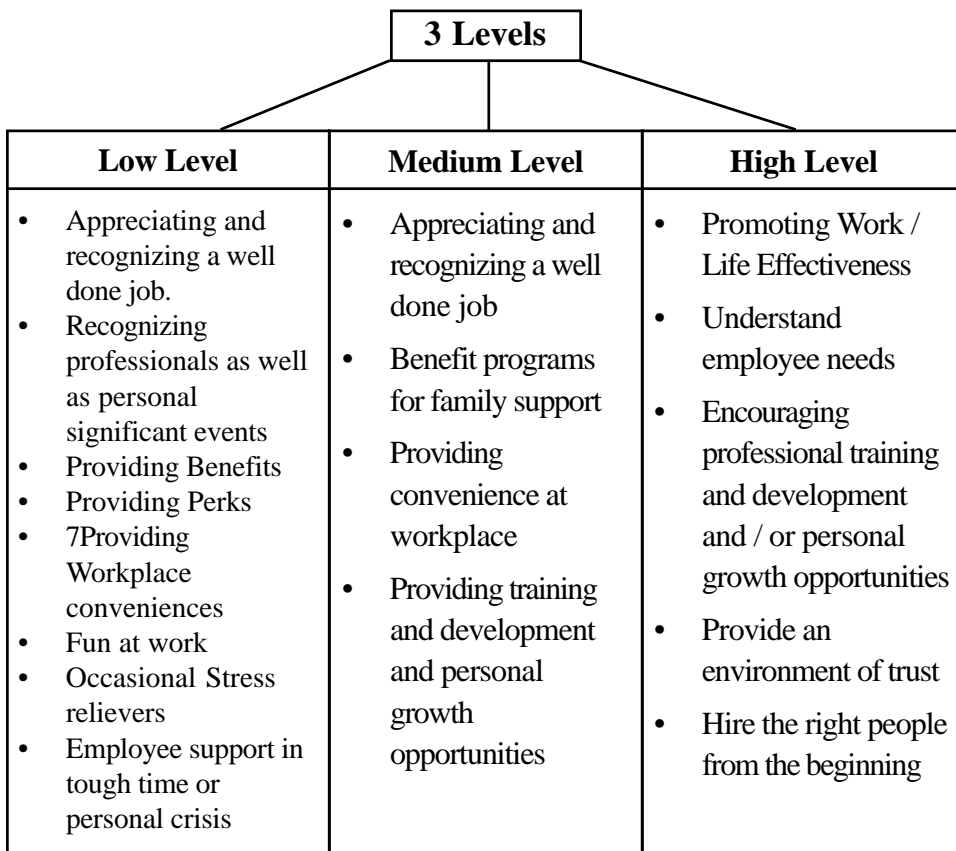 3 Levels
Low Level
• Appreciating and
recognizing a well
done job.
• Recognizing
professionals as well
as personal
significant events
• Providing Benefits
• Providing Perks
• 7Providing
Workplace
conveniences
• Fun at work
• Occasional Stress
relievers
• Employee support in
tough time or
personal crisis
Medium Level
• Appreciating and
recognizing a well
done job
• Benefit programs
for family support
• Providing
convenience at
workplace
• Providing training
and development
and personal
growth
opportunities
High Level
• Promoting Work /
Life Effectiveness
• Understand
employee needs
• Encouraging
professional training
and development
and / or personal
growth opportunities
• Provide an
environment of trust
• Hire the right people
from the beginning